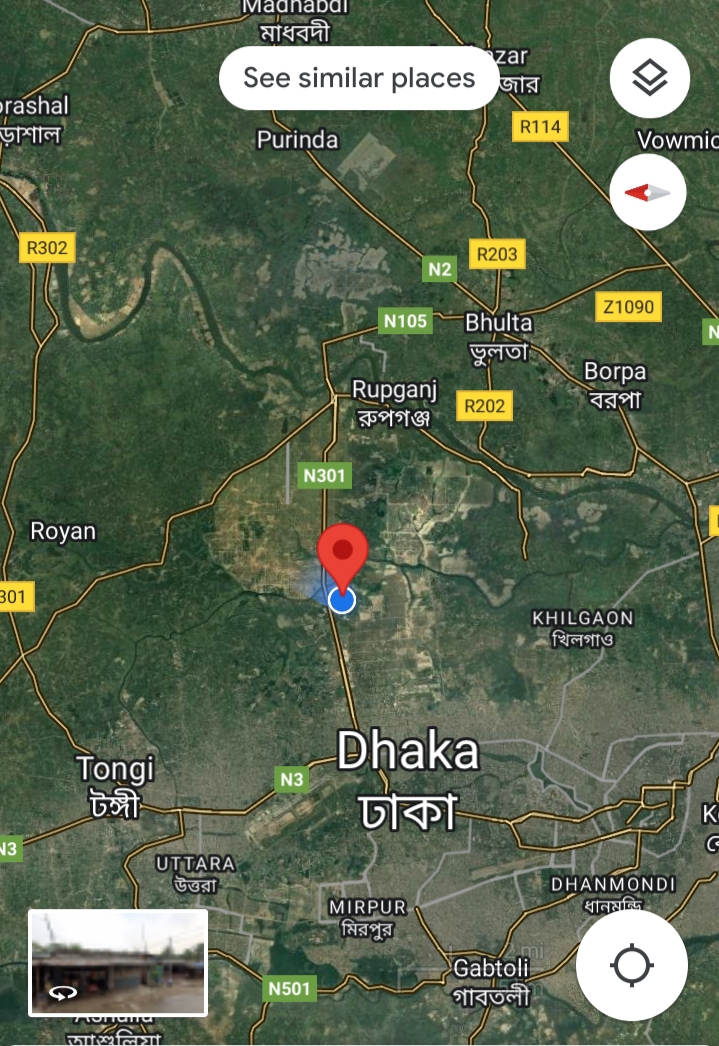 Madhabdi
মাধবদী
See similar places
azar
জার
R114
orashal
ড়াশাল
Purinda
Vowmic
R302
N2
R203
Z1090
N105
Bhulta
ভুলতা
N
Borpa
বরপা
Rupganj
রুপগঞ্জ
R202
N301
Royan
301
KHILGAON
খিলগাও
Dhaka
ঢাকা
Tongi
টঙ্গী
N3
N3
UTTARA
উত্তরা
MIRPUR
মিরপুর
DHANMONDI
ধানমন্ডি
Gabtoli
গাবতলী
N501
Ashulia
আশুলিয়া